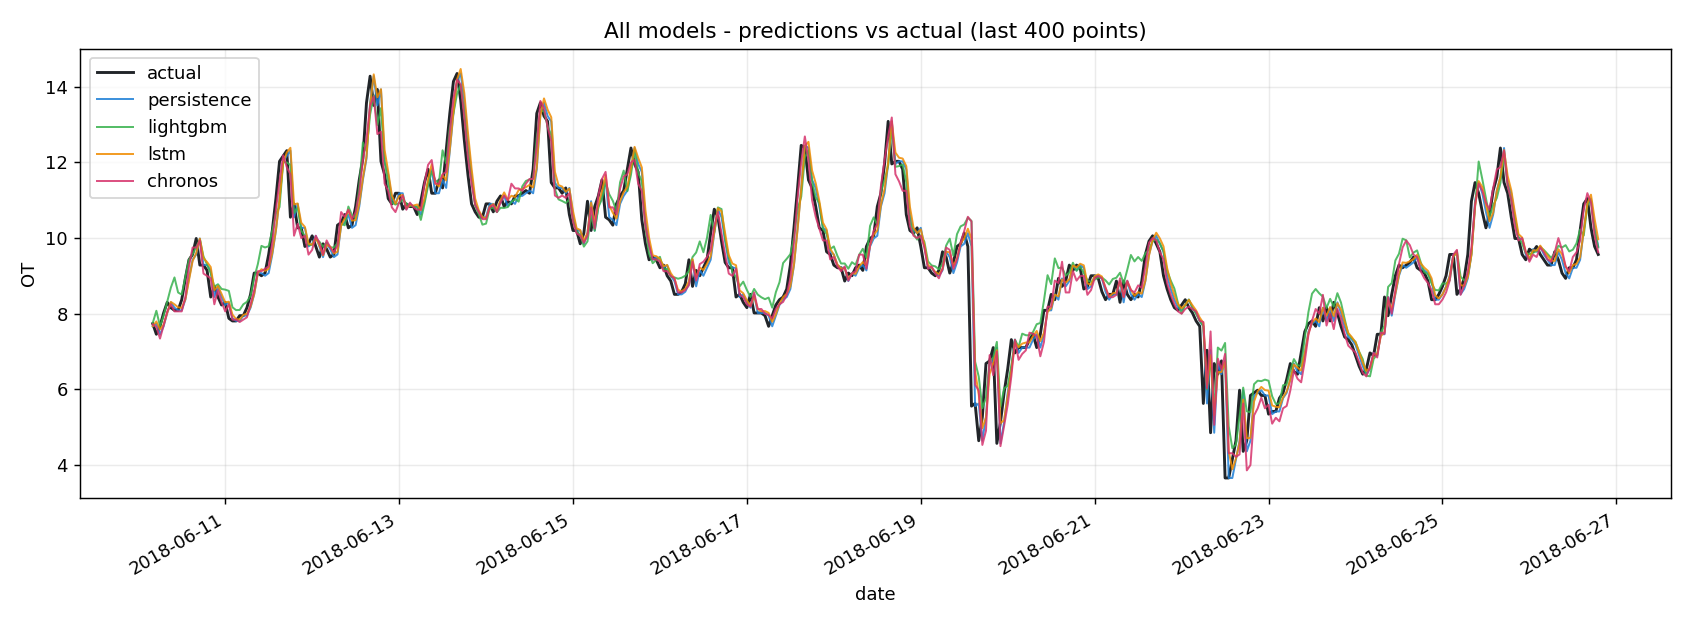 All models - predictions vs actual (last 400 points)
actual
persistence
lightgbm
lstm
chronos
OT
14
12
10
8
6
4
2018-06-11
2018-06-13
2018-06-15
2018-06-17
2018-06-19
2018-06-21
2018-06-23
2018-06-25
2018-06-27
date